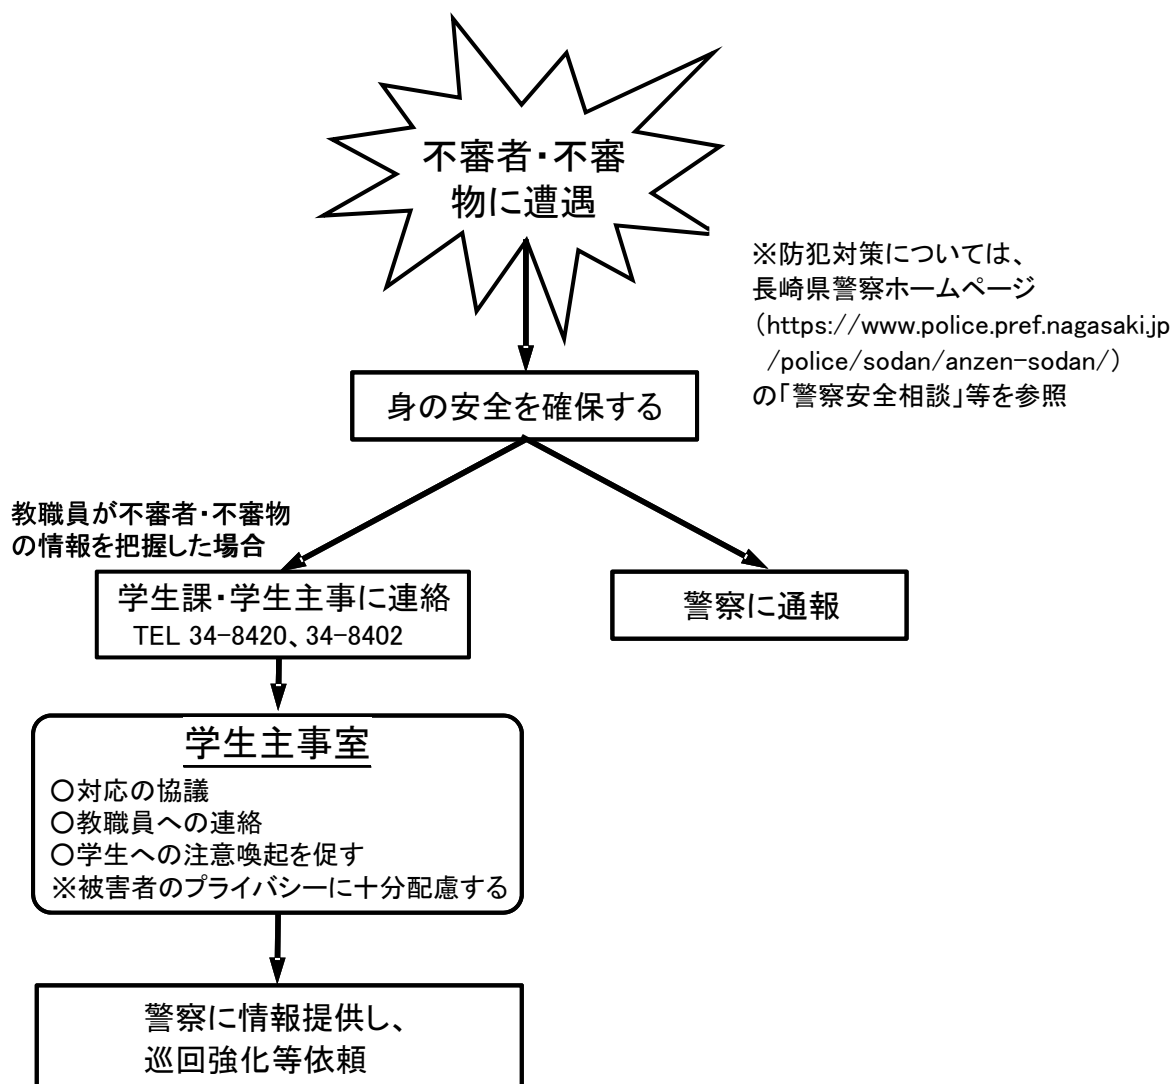 不審者・不審
物に遭遇
※防犯対策については、
長崎県警察ホームページ
（https://www.police.pref.nagasaki.jp
/police/sodan/anzen-sodan/）
の「警察安全相談」等を参照
身の安全を確保する
教職員が不審者・不審物
の情報を把握した場合
学生課・学生主事に連絡
TEL 34-8420、34-8402
警察に通報
学生主事室
○対応の協議
○教職員への連絡
○学生への注意喚起を促す
※被害者のプライバシーに十分配慮する
警察に情報提供し、
巡回強化等依頼